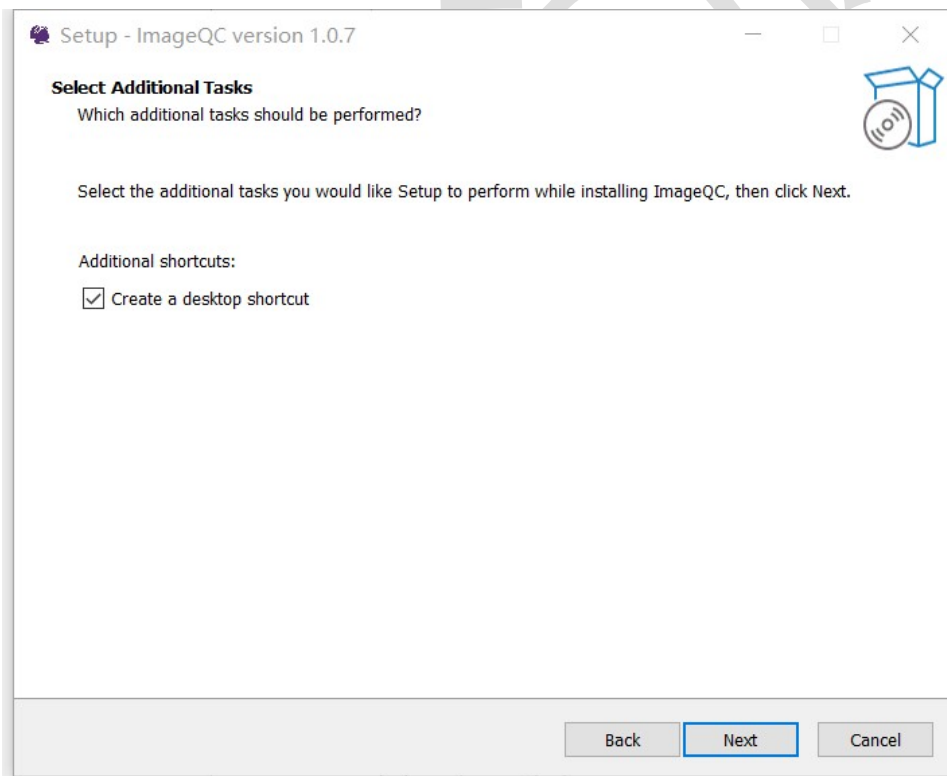 Setup - ImageQC version 1.0.7
Select Additional Tasks
Which additional tasks should be performed?
Select the additional tasks you would like Setup to perform while installing ImageQC, then click Next.
Additional shortcuts:
Create a desktop shortcut
Back
Next
Cancel